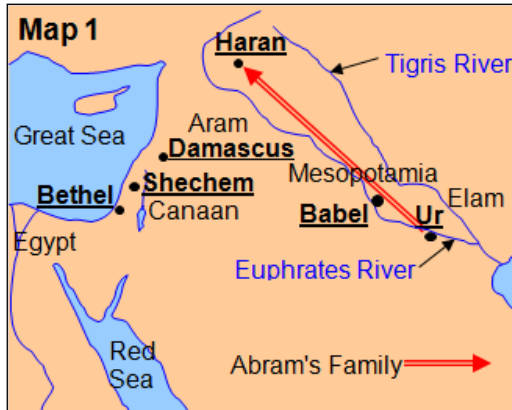 Map 1
Haran
Tigris River
Great Sea
Aram
Damascus
Mesopotamia
Shechem
Bethel
Canaan
Babel
Ur
Elam
Egypt
Euphrates River
Red
Sea
Abram's Family